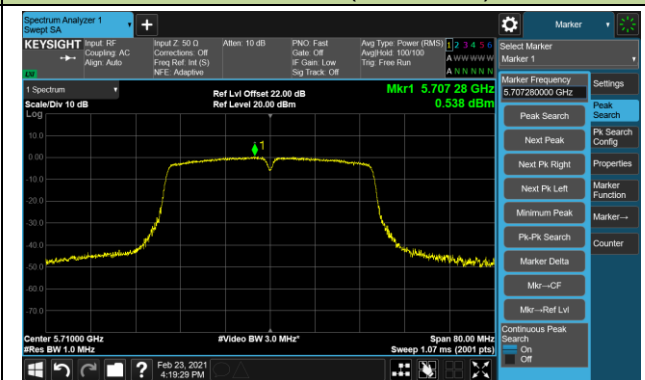 Spectrum Analyzer 1
Swept SA
Marker
KEYSIGHT Input: RF
Coupling: AC
Align: Auto
Input Z: 50 Ω
Corrections: Off
Freq Ref: Int (S)
NFE: Adaptive
Atten: 10 dB
PNO: Fast
Gate: Off
IF Gain: Low
Sig Track: Off
Avg Type: Power (RMS)
Avg|Hold: 100/100
Trig: Free Run
1 2 3 4 5 6
A W W W W W
A N N N N N
Select Marker
Marker 1
1 Spectrum
Scale/Div 10 dB
Log
Ref Lvl Offset 22.00 dB
Ref Level 20.00 dBm
Mkr1 5.707 28 GHz
0.538 dBm
10.0
0.00
-10.0
-20.0
-30.0
-40.0
-50.0
-60.0
-70.0
1
Center 5.71000 GHz
#Res BW 1.0 MHz
#Video BW 3.0 MHz*
Span 80.00 MHz
Sweep 1.07 ms (2001 pts)
Marker Frequency
5.707280000 GHz
Peak Search
Next Peak
Next Pk Right
Next Pk Left
Minimum Peak
Pk-Pk Search
Marker Delta
Mkr→CF
Mkr→Ref Lvl
Continuous Peak
Search
On
Off
Settings
Peak
Search
Pk Search
Config
Properties
Marker
Function
Marker→
Counter
?
Feb 23, 2021
4:19:29 PM